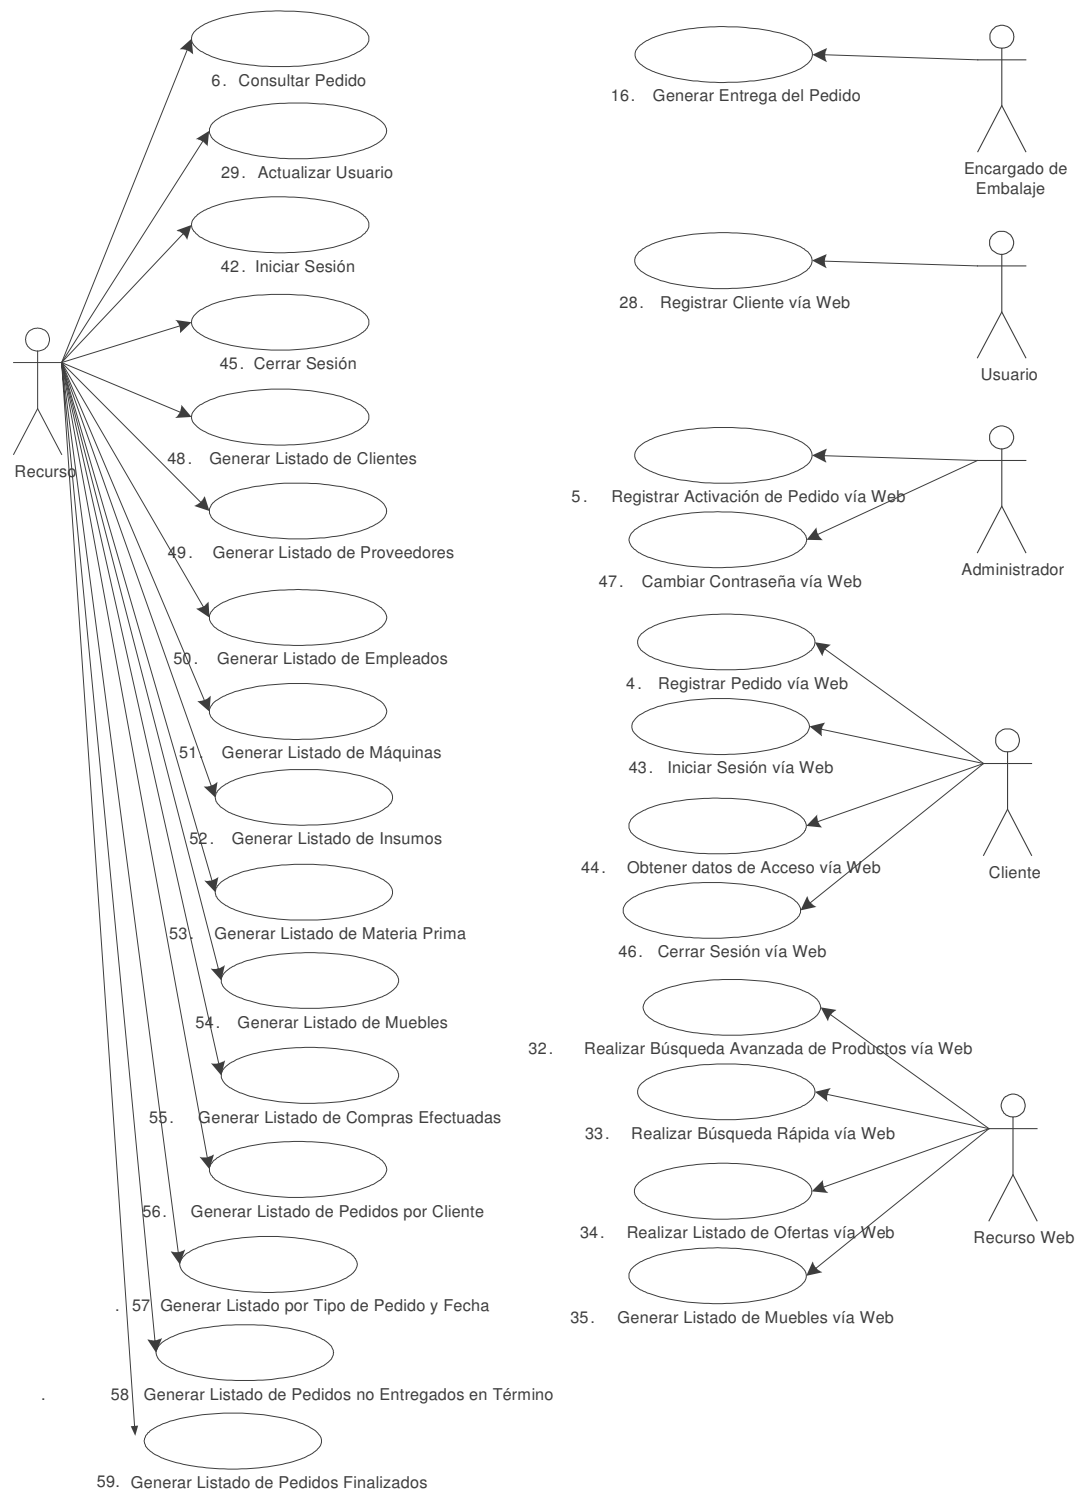 6. Consultar Pedido
29. Actualizar Usuario
42. Iniciar Sesión
45. Cerrar Sesión
Recurso
48. Generar Listado de Clientes
49. Generar Listado de Proveedores
50. Generar Listado de Empleados
51. Generar Listado de Máquinas
52. Generar Listado de Insumos
53. Generar Listado de Materia Prima
54. Generar Listado de Muebles
55. Generar Listado de Compras Efectuadas
56. Generar Listado de Pedidos por Cliente
. 57 Generar Listado por Tipo de Pedido y Fecha
. 58 Generar Listado de Pedidos no Entregados en Término
59. Generar Listado de Pedidos Finalizados
16. Generar Entrega del Pedido
Encargado de
Embalaje
28. Registrar Cliente vía Web
Usuario
5. Registrar Activación de Pedido vía Web
47. Cambiar Contraseña vía Web
Administrador
4. Registrar Pedido vía Web
43. Iniciar Sesión vía Web
44. Obtener datos de Acceso vía Web
Cliente
46. Cerrar Sesión vía Web
32. Realizar Búsqueda Avanzada de Productos vía Web
33. Realizar Búsqueda Rápida vía Web
34. Realizar Listado de Ofertas vía Web
Recurso Web
35. Generar Listado de Muebles vía Web